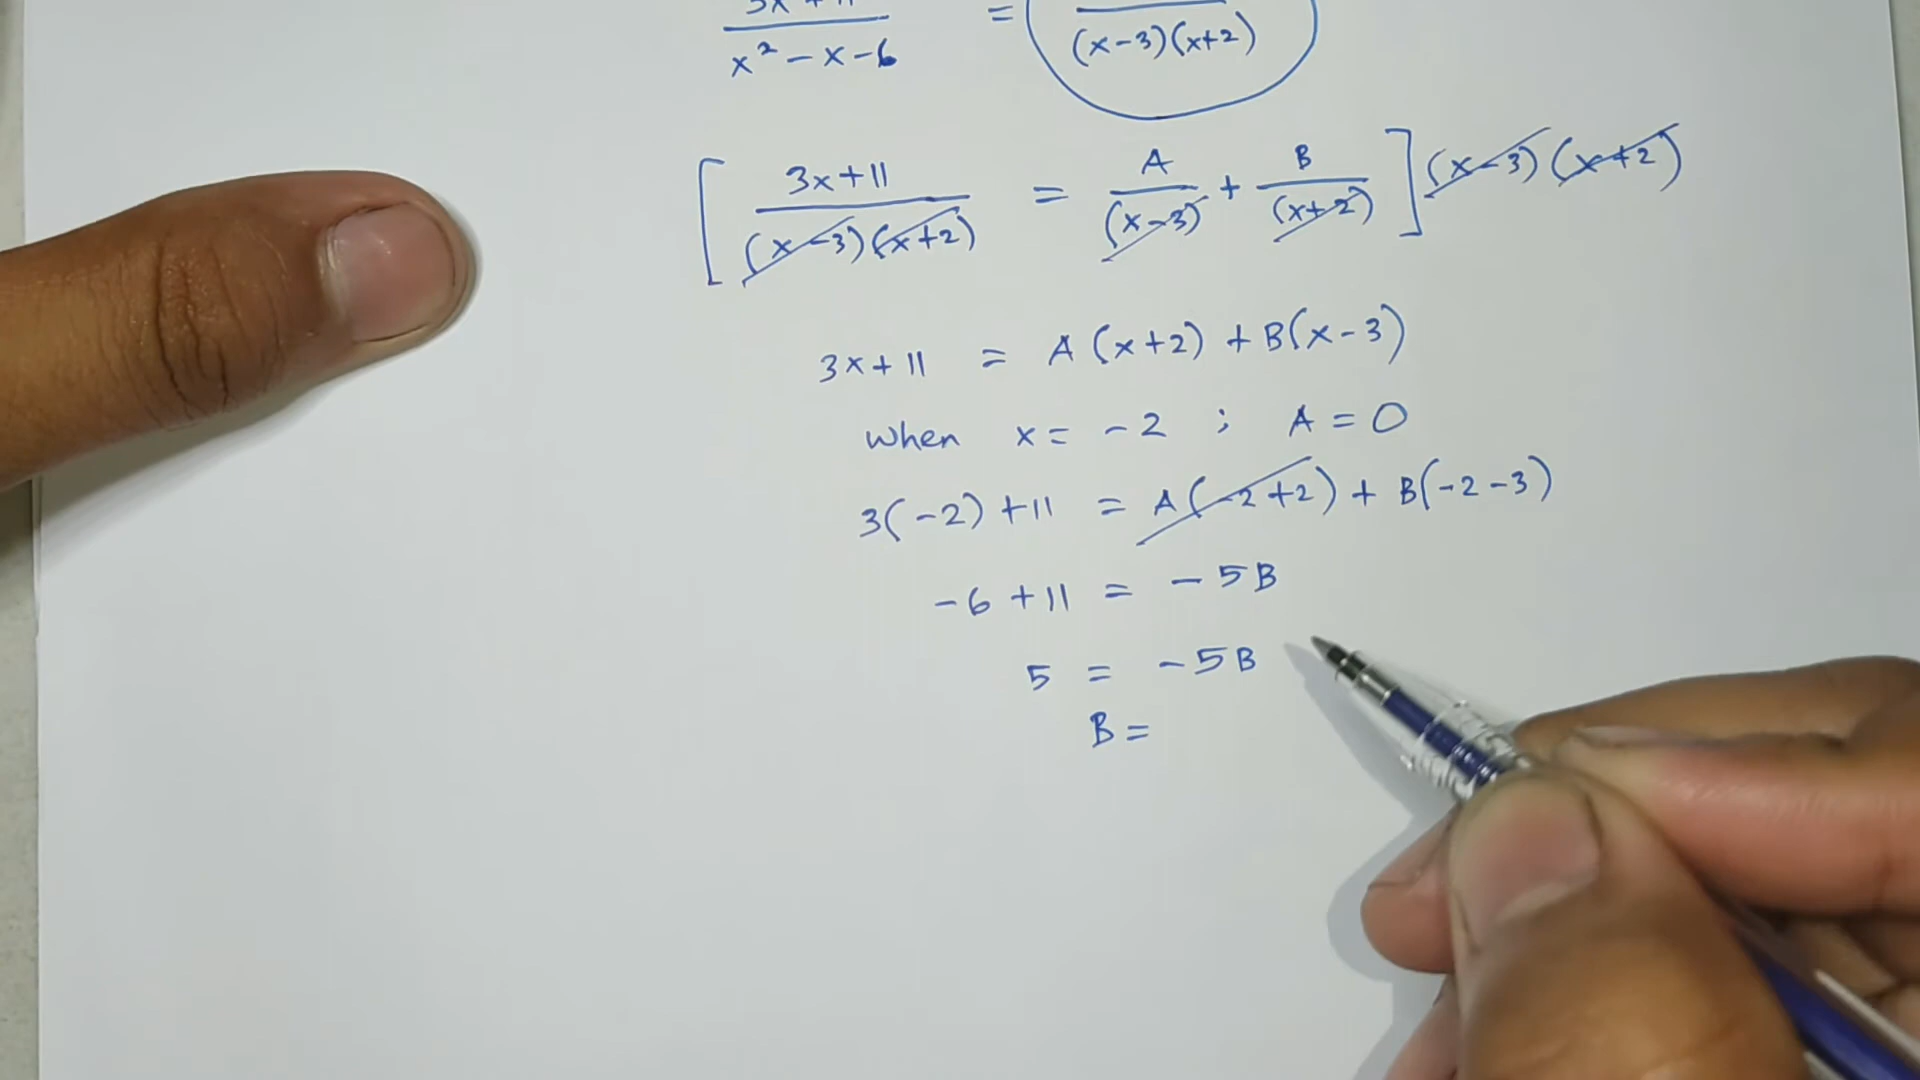 x² - x - 6 = (x-3)(x+2)
[ 3x+11 / (x-3)(x+2) = A / (x-3) + B / (x+2) ] (x-3)(x+2)
3x+11 = A(x+2) + B(x-3)
When x = -2 ; A = 0
3(-2) +11 = A(-2+2) + B(-2-3)
-6 +11 = -5B
5 = -5B
B =